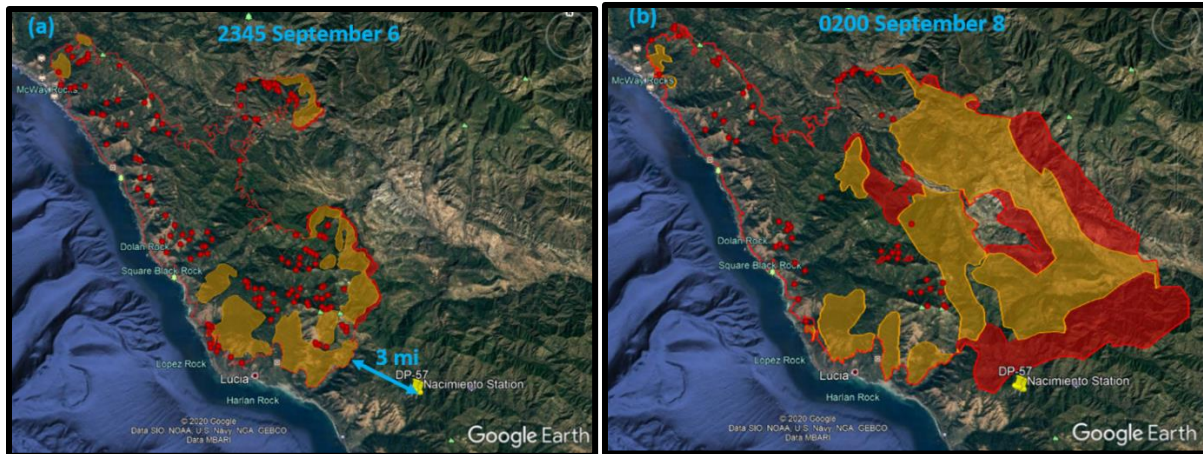 (a)
2345 September 6
McWay Rocks
Dolan Rock
Square Black Rock
Lopez Rock
3 mi
Lucia
DP-57
Nacimiento Station
Harlan Rock
© 2020 Google
Data SIO, NOAA, U.S. Navy, NGA, GEBCO
Data MBARI
Google Earth
(b)
0200 September 8
McWay Rocks
Dolan Rock
Square Black Rock
Lopez Rock
Lucia
DP-57
Nacimiento Station
Harlan Rock
© 2020 Google
Data SIO, NOAA, U.S. Navy, NGA, GEBCO
Data MBARI
Google Earth